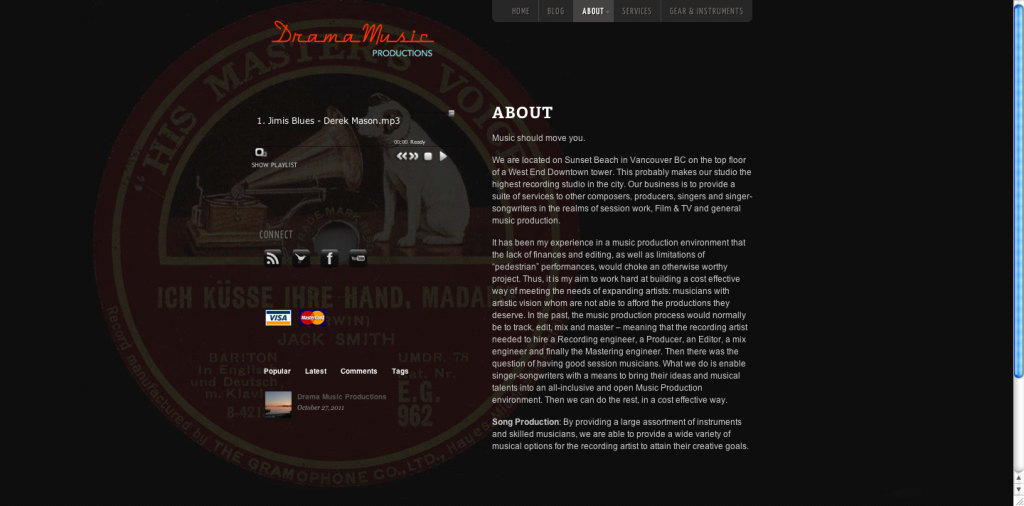 HOME BLOG ABOUT SERVICES GEAR & INSTRUMENTS
Drama Music
PRODUCTIONS
"HIS MASTER'S VOICE"
1. Jimis Blues - Derek Mason.mp3
00:00 Ready
SHOW PLAYLIST
CONNECT
You Tube
ICH KÜSSE IHRE HAND, MADA
WIN)
JACK SMITH
VISA MasterCard
BARITON
in Englis
und Deutsch
m. Klavi
8-42
UMDR. 78
at. Nr.
E.G.
962
Record manufactured by THE GRAMOPHONE CO., LTD., Hayes
Popular Latest Comments Tags
Drama Music Productions
October 27, 2011
ABOUT
Music should move you.
We are located on Sunset Beach in Vancouver BC on the top floor
of a West End Downtown tower. This probably makes our studio the
highest recording studio in the city. Our business is to provide a
suite of services to other composers, producers, singers and singer-
songwriters in the realms of session work, Film & TV and general
music production.
It has been my experience in a music production environment that
the lack of finances and editing, as well as limitations of
"pedestrian" performances, would choke an otherwise worthy
project. Thus, it is my aim to work hard at building a cost effective
way of meeting the needs of expanding artists: musicians with
artistic vision whom are not able to afford the productions they
deserve. In the past, the music production process would normally
be to track, edit, mix and master – meaning that the recording artist
needed to hire a Recording engineer, a Producer, an Editor, a mix
engineer and finally the Mastering engineer. Then there was the
question of having good session musicians. What we do is enable
singer-songwriters with a means to bring their ideas and musical
talents into an all-inclusive and open Music Production
environment. Then we can do the rest, in a cost effective way.
Song Production: By providing a large assortment of instruments
and skilled musicians, we are able to provide a wide variety of
musical options for the recording artist to attain their creative goals.